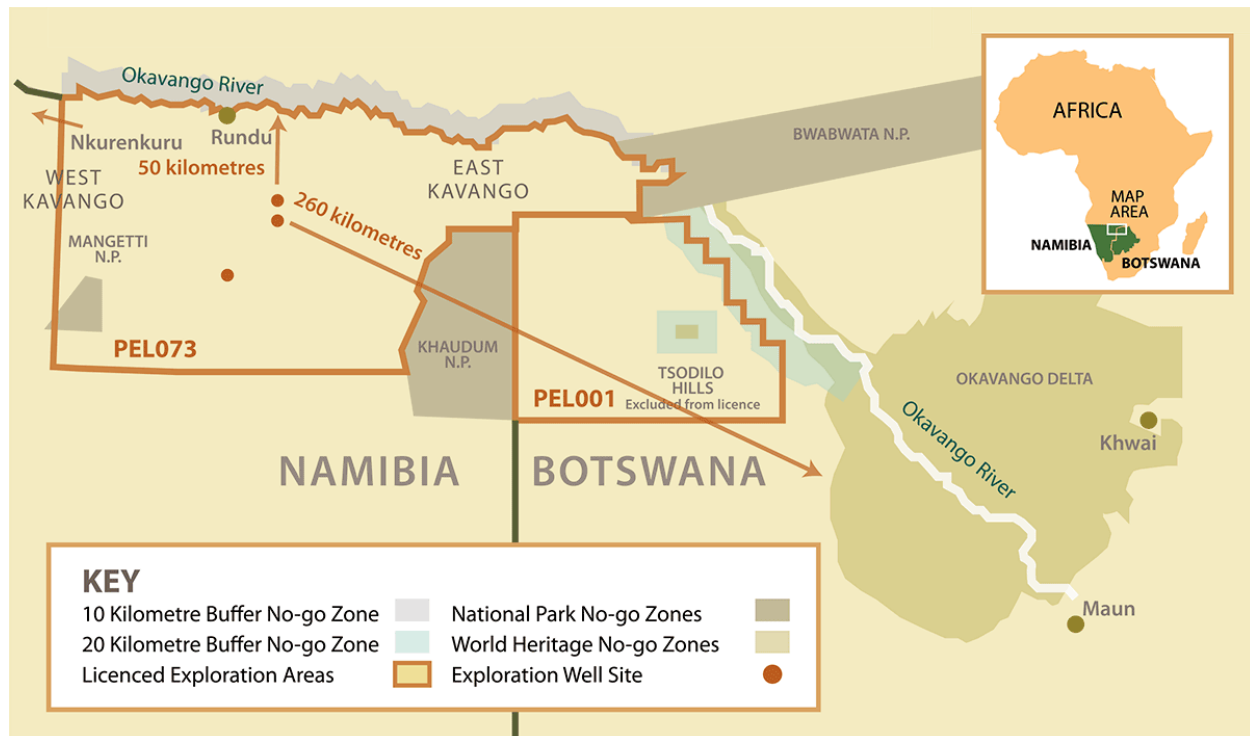 Okavango River
Nkurenkuru
Rundu
50 kilometres
WEST
KAVANGO
EAST
KAVANGO
260 kilometres
MANGETTI
N.P.
PEL073
KHAUDUM
N.P.
BWABWATA N.P.
TSODILO
HILLS
Excluded from licence
PEL001
OKAVANGO DELTA
Okavango River
Khwai
Maun
NAMIBIA
BOTSWANA
AFRICA
MAP
AREA
NAMIBIA
BOTSWANA
KEY
10 Kilometre Buffer No-go Zone
National Park No-go Zones
20 Kilometre Buffer No-go Zone
World Heritage No-go Zones
Licenced Exploration Areas
Exploration Well Site